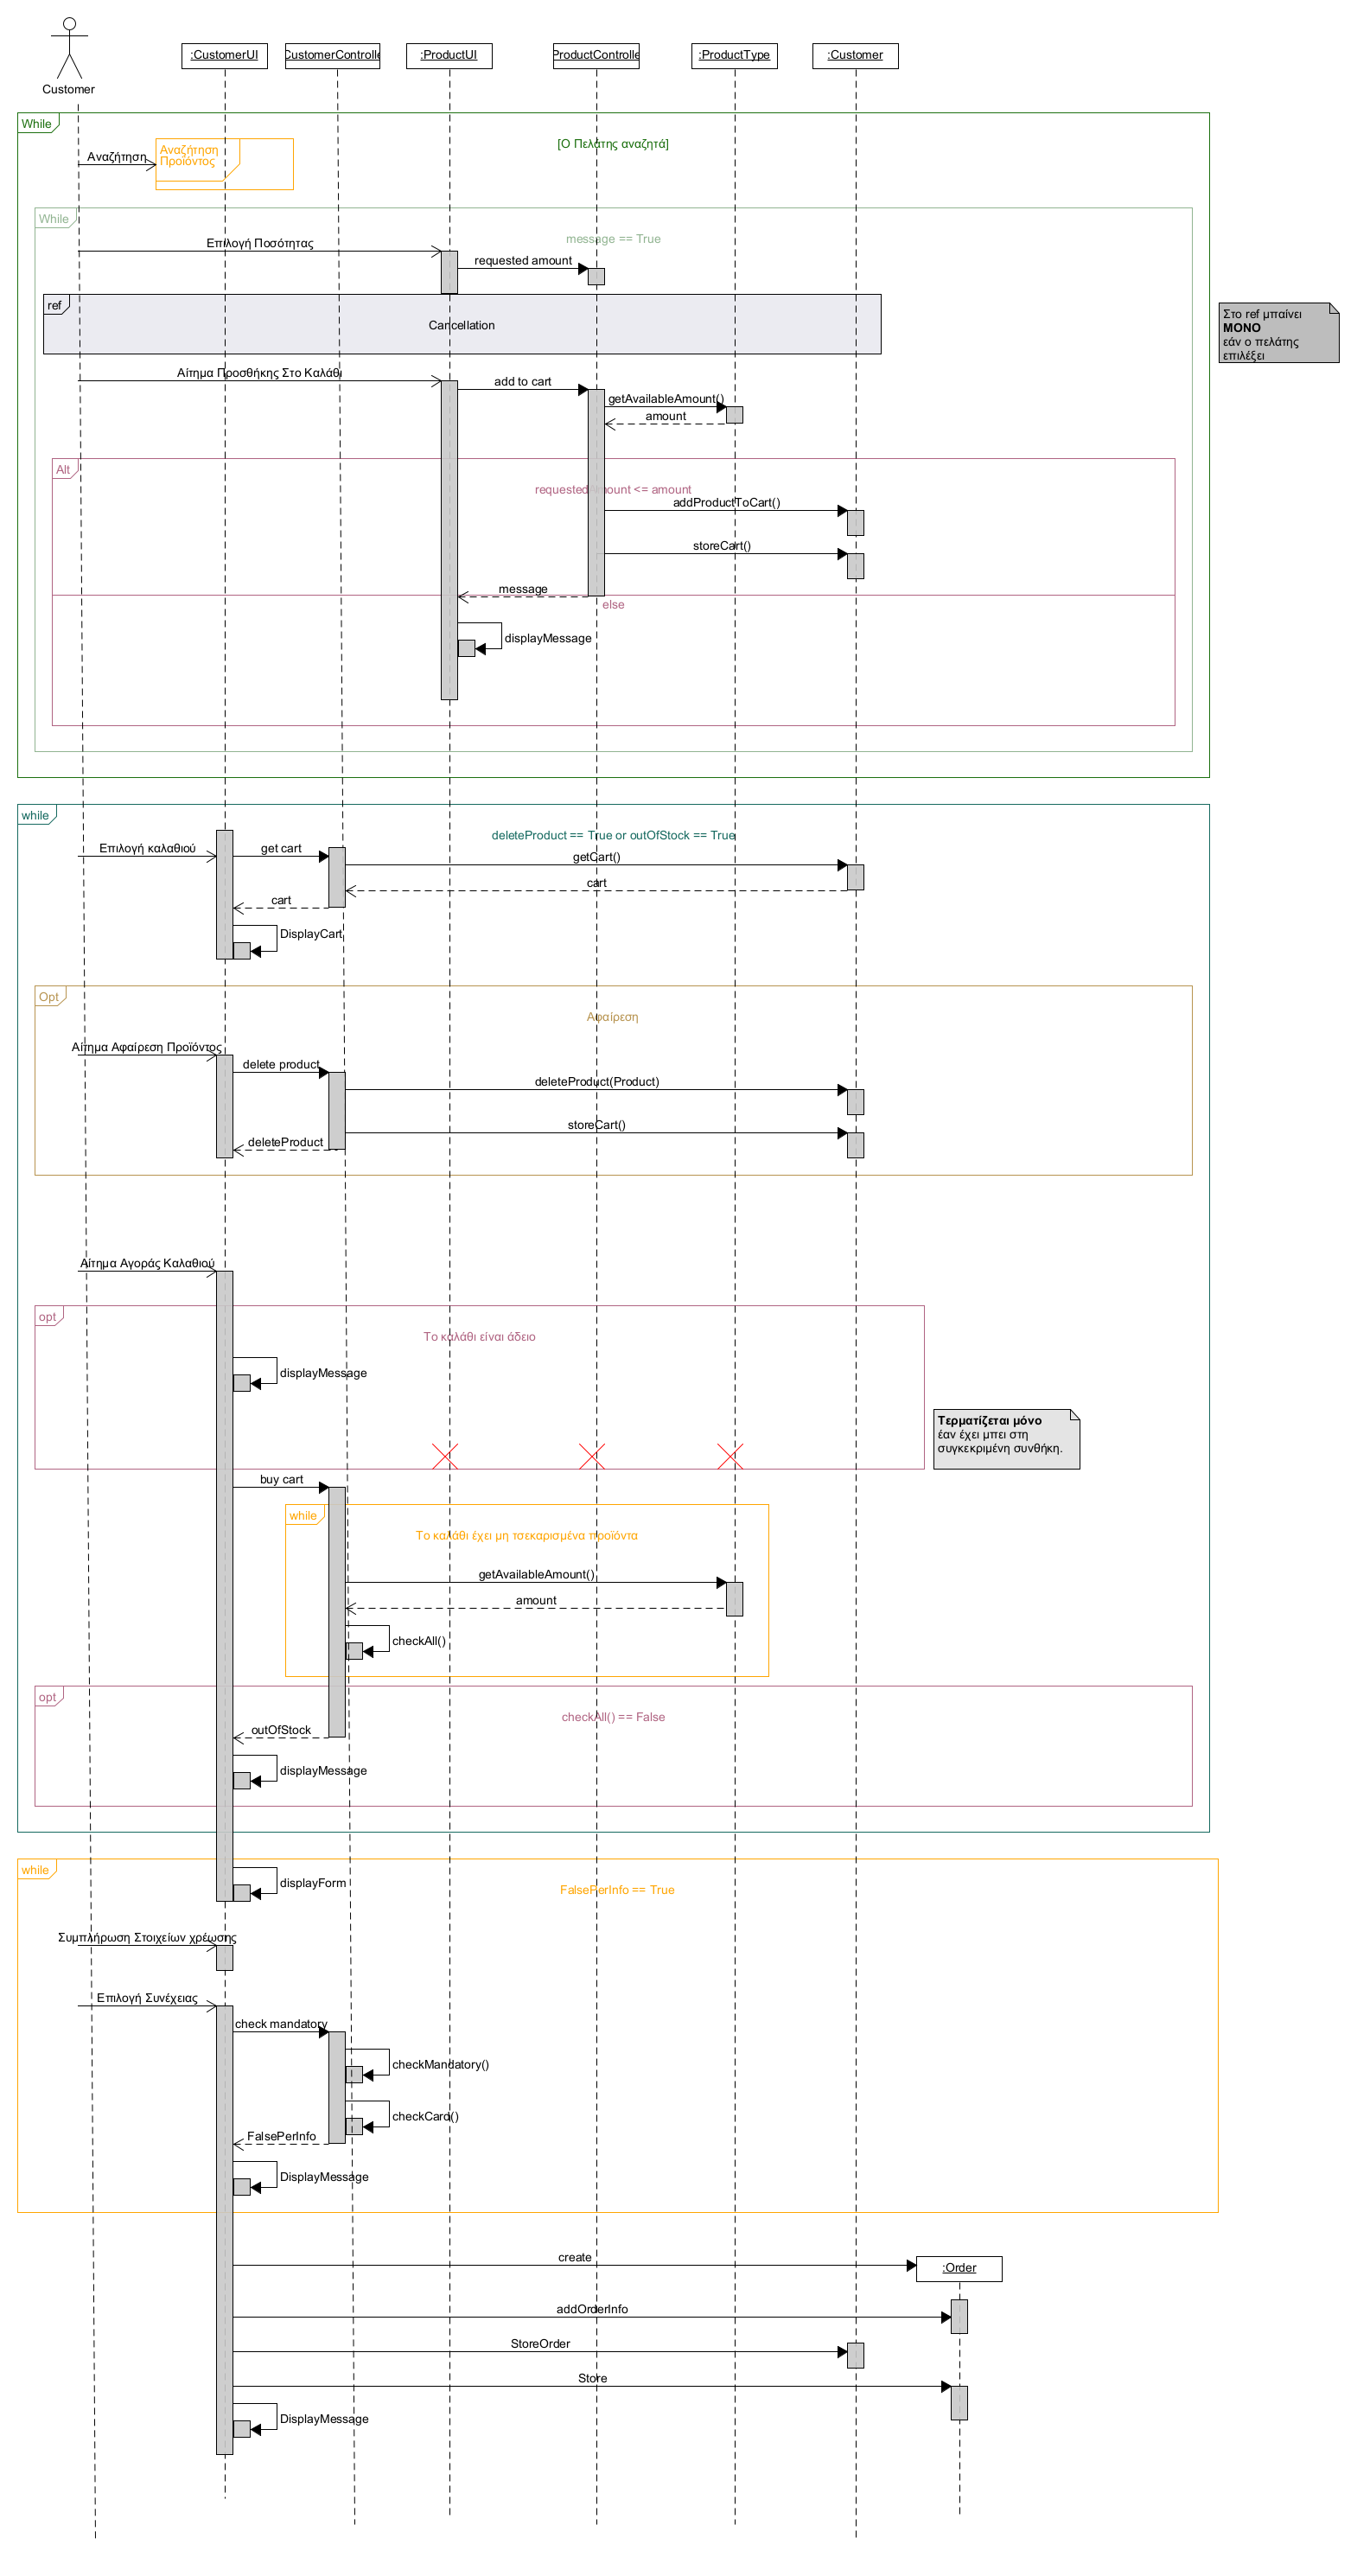 Customer
:CustomerUI
CustomerControlle
:ProductUI
ProductControlle
:ProductType
:Customer
While
[Ο Πελάτης αναζητά]
Αναζήτηση
Αναζήτηση
Προϊόντος
While
message == True
Επιλογή Ποσότητας
requested amount
ref
Cancellation
Στο ref μπαίνει
ΜΟΝΟ
εάν ο πελάτης
επιλέξει
Αίτημα Προσθήκης Στο Καλάθι
add to cart
getAvailableAmount()
amount
Alt
requested amount <= amount
addProductToCart()
storeCart()
message
else
displayMessage
while
deleteProduct == True or outOfStock == True
Επιλογή καλαθιού
get cart
getCart()
cart
cart
DisplayCart
Opt
Αφαίρεση
Αίτημα Αφαίρεση Προϊόντος
delete product
deleteProduct(Product)
storeCart()
deleteProduct
Αίτημα Αγοράς Καλαθιού
opt
Το καλάθι είναι άδειο
displayMessage
Τερματίζεται μόνο
έαν έχει μπει στη
συγκεκριμένη συνθήκη.
buy cart
while
Το καλάθι έχει μη τσεκαρισμένα προϊόντα
getAvailableAmount()
amount
checkAll()
opt
checkAll() == False
outOfStock
displayMessage
while
displayForm
FalsePerInfo == True
Συμπλήρωση Στοιχείων χρέωσης
Επιλογή Συνέχειας
check mandatory
checkMandatory()
checkCard()
FalsePerInfo
DisplayMessage
create
:Order
addOrderInfo
StoreOrder
Store
DisplayMessage